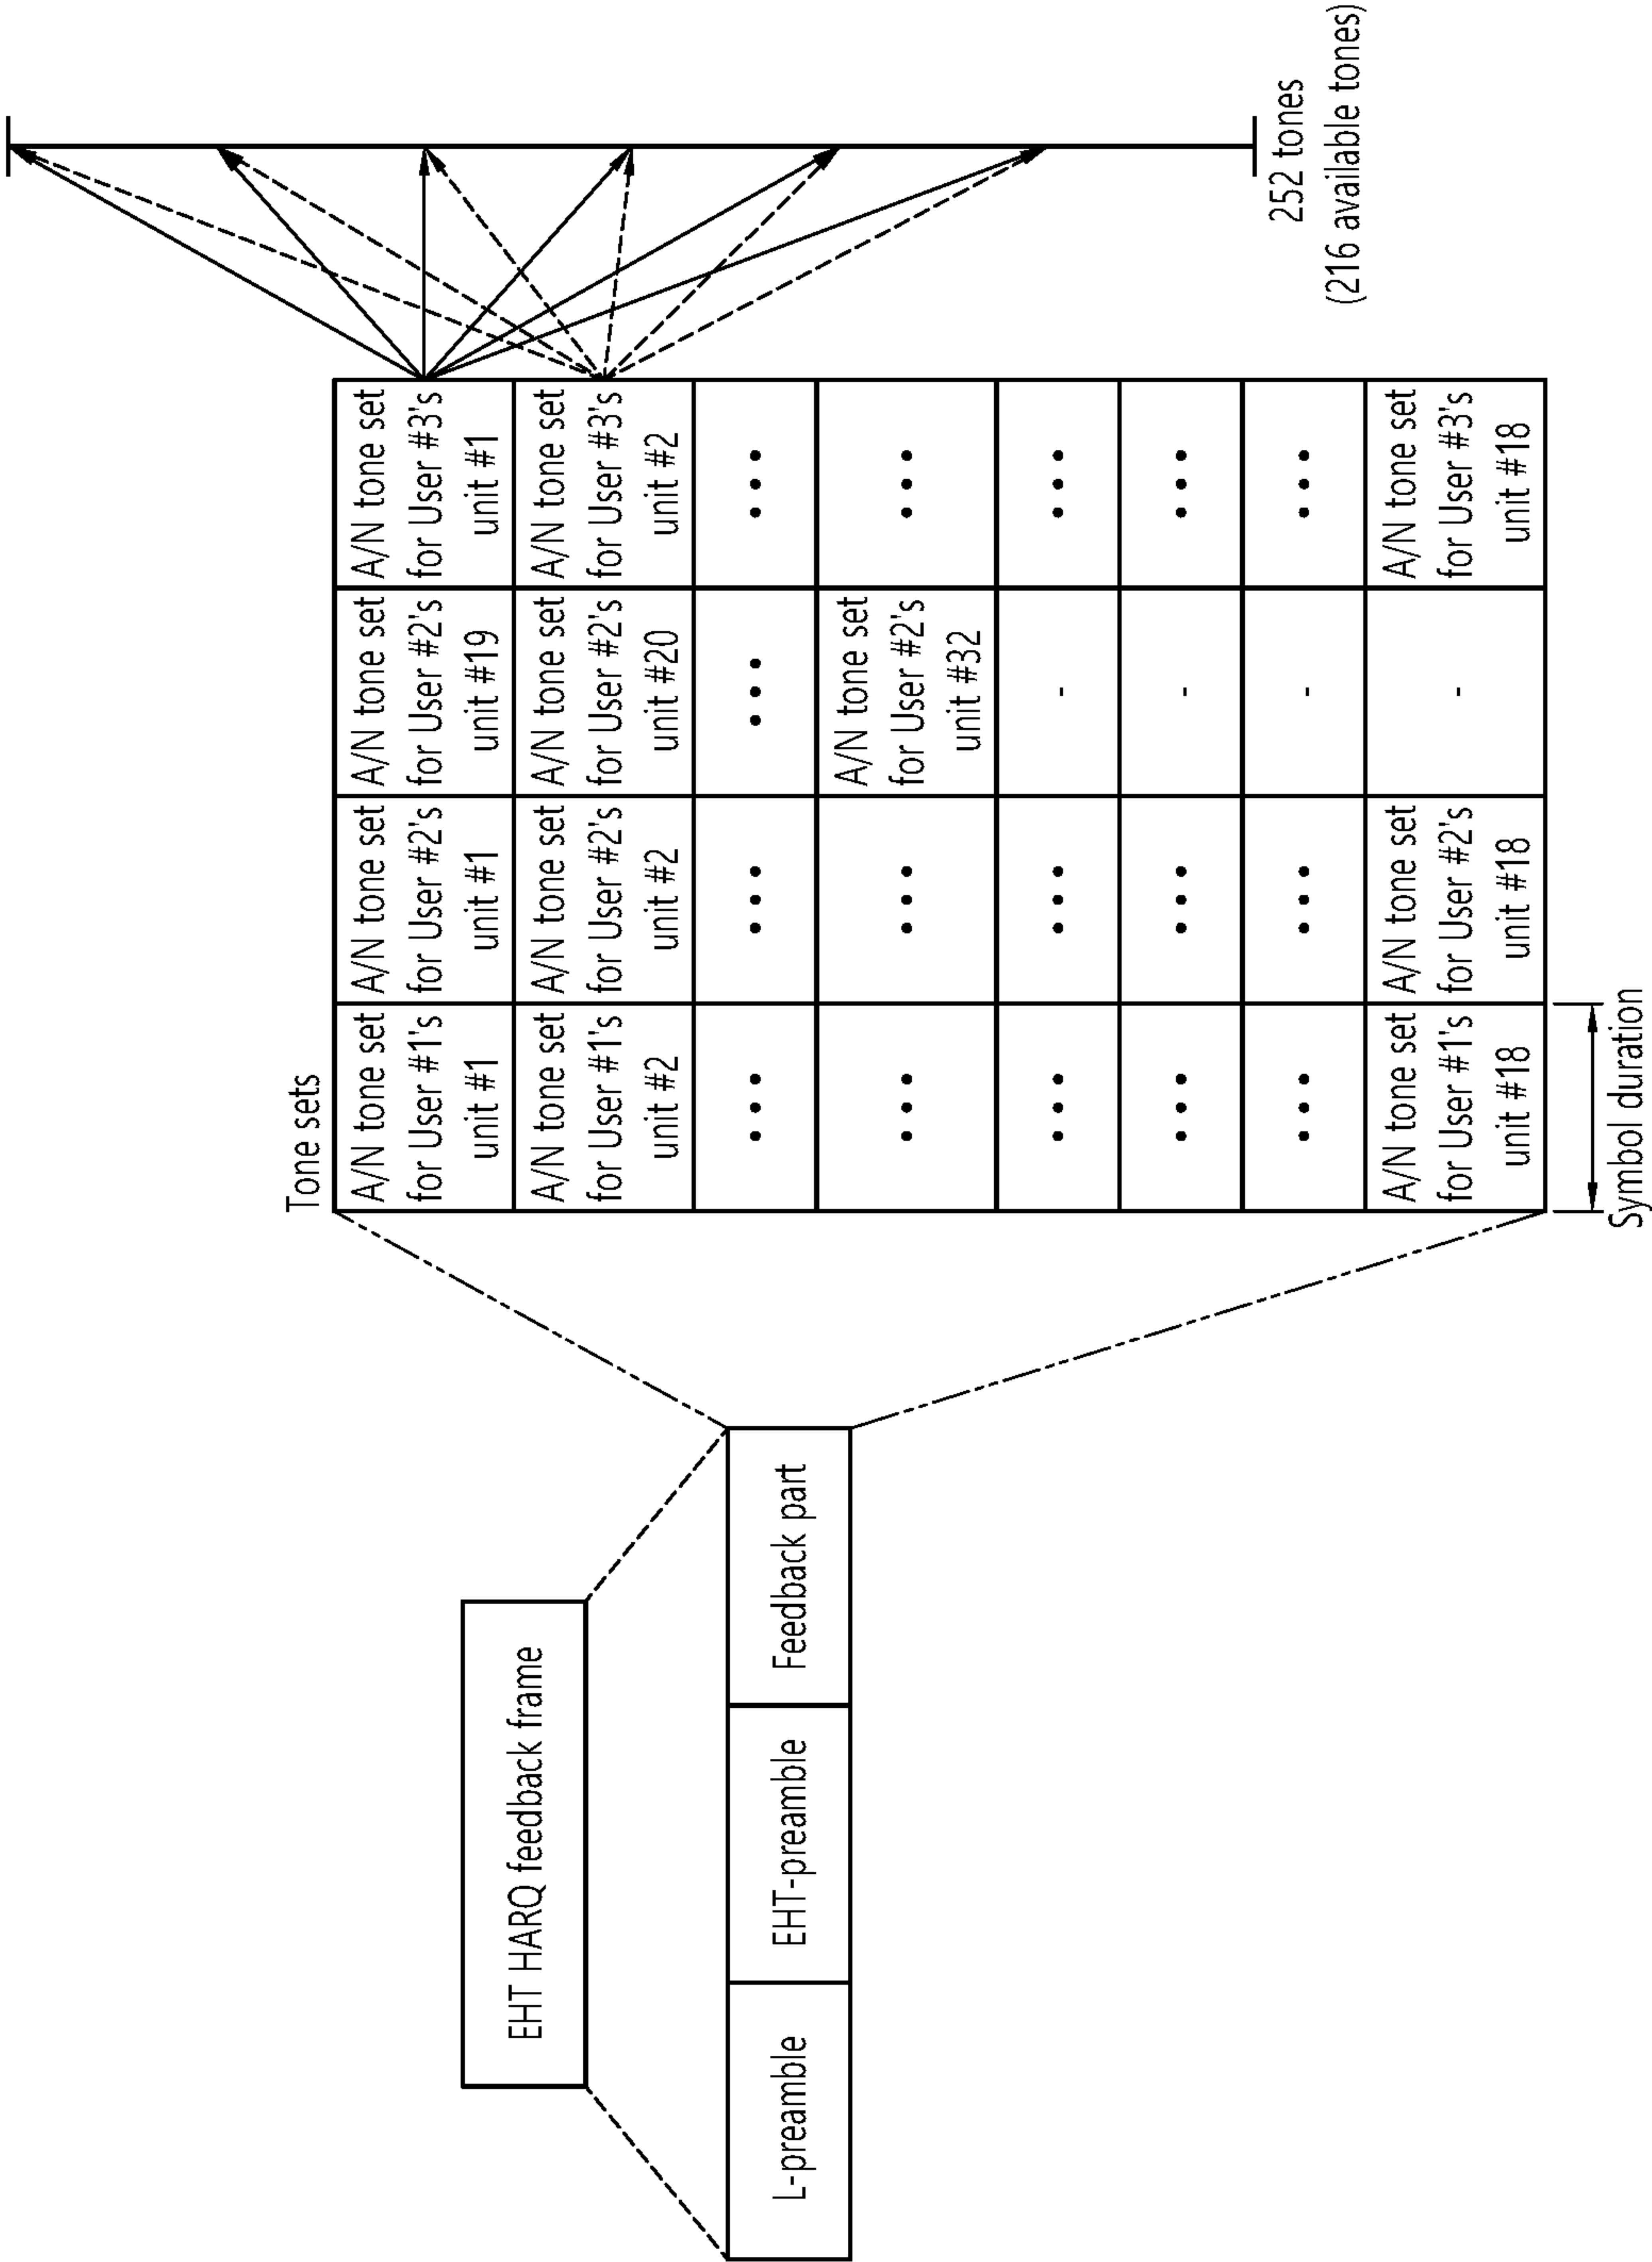 Tone sets
EHT HARQ feedback frame
L-preamble
EHT-preamble
Feedback part
A/N tone set
for User #1's
unit #1
A/N tone set
for User #2's
unit #1
A/N tone set
for User #2's
unit #19
A/N tone set
for User #3's
unit #1
A/N tone set
for User #1's
unit #2
A/N tone set
for User #2's
unit #2
A/N tone set
for User #2's
unit #20
A/N tone set
for User #3's
unit #2
•••
•••
•••
•••
•••
•••
A/N tone set
for User #2's
unit #32
•••
•••
•••
-
•••
•••
•••
-
•••
•••
•••
-
•••
A/N tone set
for User #1's
unit #18
A/N tone set
for User #2's
unit #18
-
A/N tone set
for User #3's
unit #18
Symbol duration
252 tones
(216 available tones)